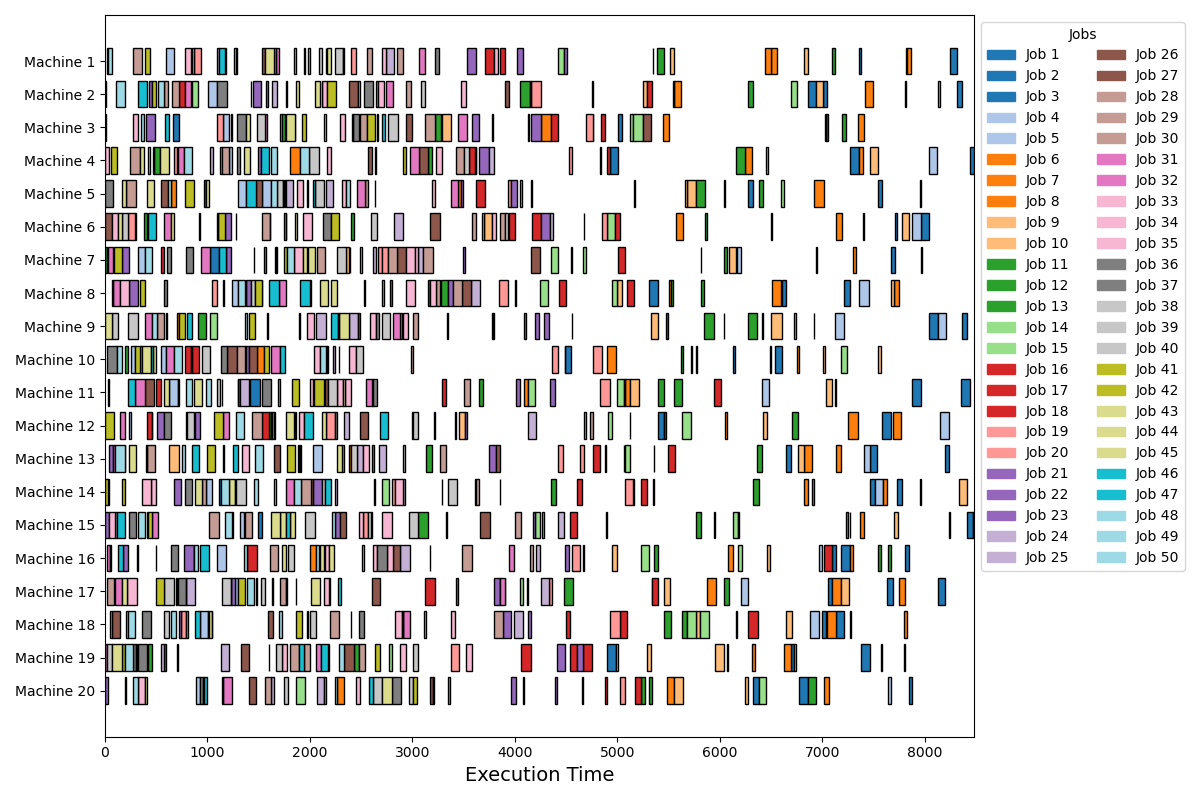 Machine 1
Machine 2
Machine 3
Machine 4
Machine 5
Machine 6
Machine 7
Machine 8
Machine 9
Machine 10
Machine 11
Machine 12
Machine 13
Machine 14
Machine 15
Machine 16
Machine 17
Machine 18
Machine 19
Machine 20
0 1000 2000 3000 4000 5000 6000 7000 8000
Execution Time
Jobs
Job 1
Job 2
Job 3
Job 4
Job 5
Job 6
Job 7
Job 8
Job 9
Job 10
Job 11
Job 12
Job 13
Job 14
Job 15
Job 16
Job 17
Job 18
Job 19
Job 20
Job 21
Job 22
Job 23
Job 24
Job 25
Job 26
Job 27
Job 28
Job 29
Job 30
Job 31
Job 32
Job 33
Job 34
Job 35
Job 36
Job 37
Job 38
Job 39
Job 40
Job 41
Job 42
Job 43
Job 44
Job 45
Job 46
Job 47
Job 48
Job 49
Job 50